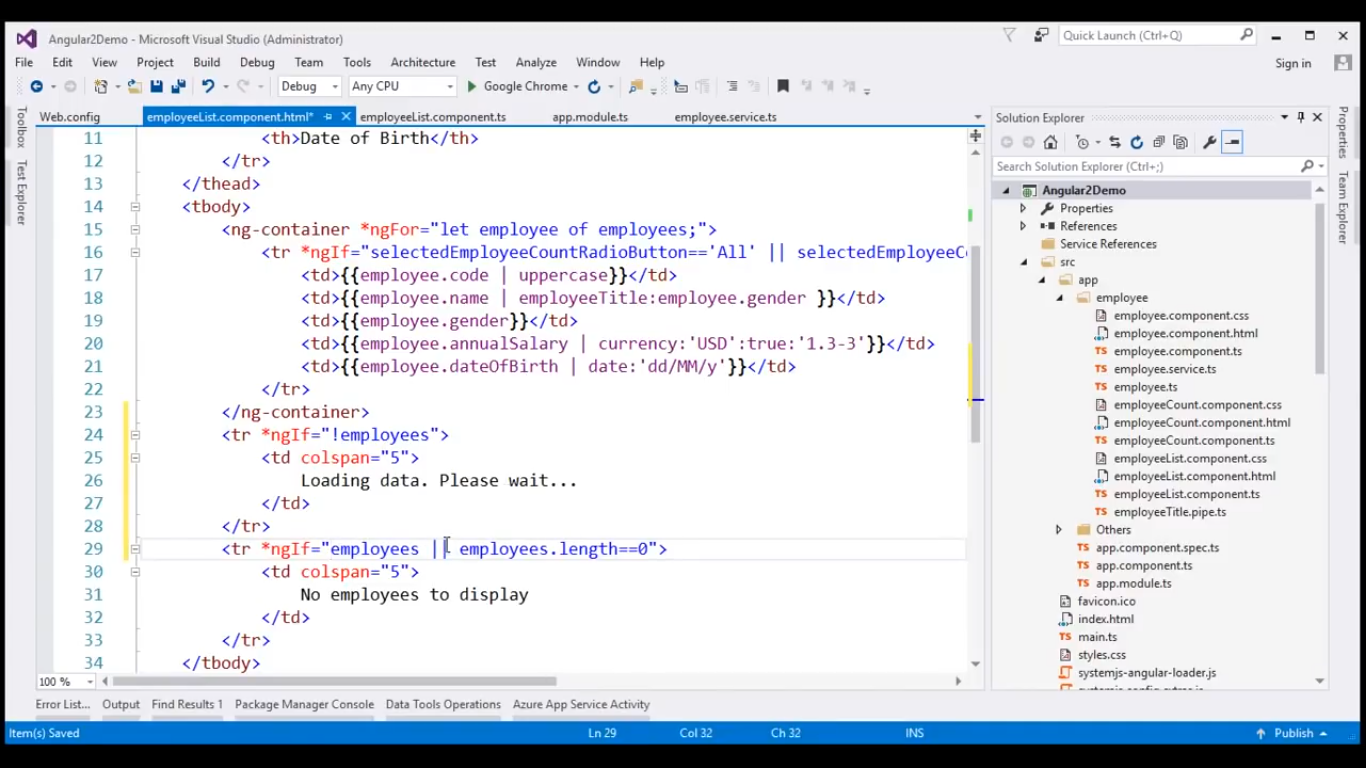 Angular2Demo - Microsoft Visual Studio (Administrator)
Quick Launch (Ctrl+Q)
File Edit View Project Build Debug Team Tools Architecture Test Analyze Window Help
Sign in
Debug Any CPU Google Chrome
Toolbox
Test Explorer
Web.config employeeList.component.html* employeeList.component.ts app.module.ts employee.service.ts
11 <th>Date of Birth</th>
12 </tr>
13 </thead>
14 <tbody>
15 <ng-container *ngFor="let employee of employees;">
16 <tr *ngIf="selectedEmployeeCountRadioButton=='All' || selectedEmployeeC
17 <td>{{employee.code | uppercase}}</td>
18 <td>{{employee.name | employeeTitle:employee.gender }}</td>
19 <td>{{employee.gender}}</td>
20 <td>{{employee.annualSalary | currency:'USD':true:'1.3-3'}}</td>
21 <td>{{employee.dateOfBirth | date:'dd/MM/y'}}</td>
22 </tr>
23 </ng-container>
24 <tr *ngIf="!employees">
25 <td colspan="5">
26 Loading data. Please wait...
27 </td>
28 </tr>
29 <tr *ngIf="employees || employees.length==0">
30 <td colspan="5">
31 No employees to display
32 </td>
33 </tr>
34 </tbody>
100 %
Solution Explorer
Search Solution Explorer (Ctrl+;)
Angular2Demo
Properties
References
Service References
src
app
employee
employee.component.css
employee.component.html
employee.component.ts
employee.service.ts
employee.ts
employeeCount.component.css
employeeCount.component.html
employeeCount.component.ts
employeeList.component.css
employeeList.component.html
employeeList.component.ts
employeeTitle.pipe.ts
Others
app.component.spec.ts
app.component.ts
app.module.ts
favicon.ico
index.html
main.ts
styles.css
systemjs-angular-loader.js
Properties
Team Explorer
Error List... Output Find Results 1 Package Manager Console Data Tools Operations Azure App Service Activity
Item(s) Saved Ln 29 Col 32 Ch 32 INS Publish